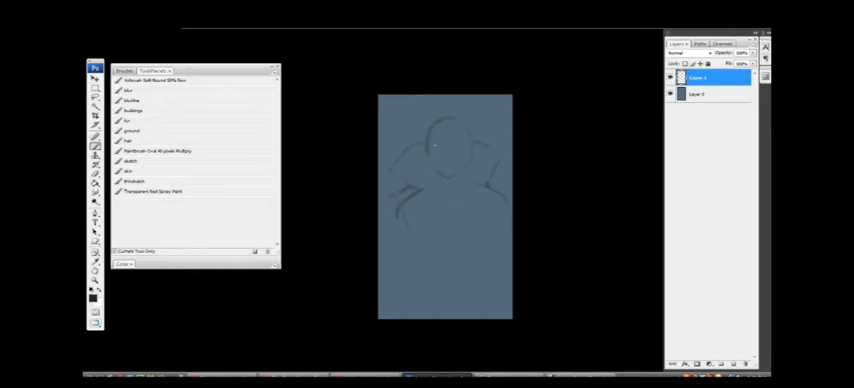 Ps
Brushes Tool Presets ×
Airbrush Soft Round 50% flow
blur
blurline
buildings
fur
ground
hair
Paintbrush Oval 45 pixels Multiply
sketch
skin
thinsketch
Transparent Red Spray Paint
Current Tool Only
Color ×
Layers × Paths Channels
Normal Opacity: 100%
Lock: Fill: 100%
Layer 1
Layer 0